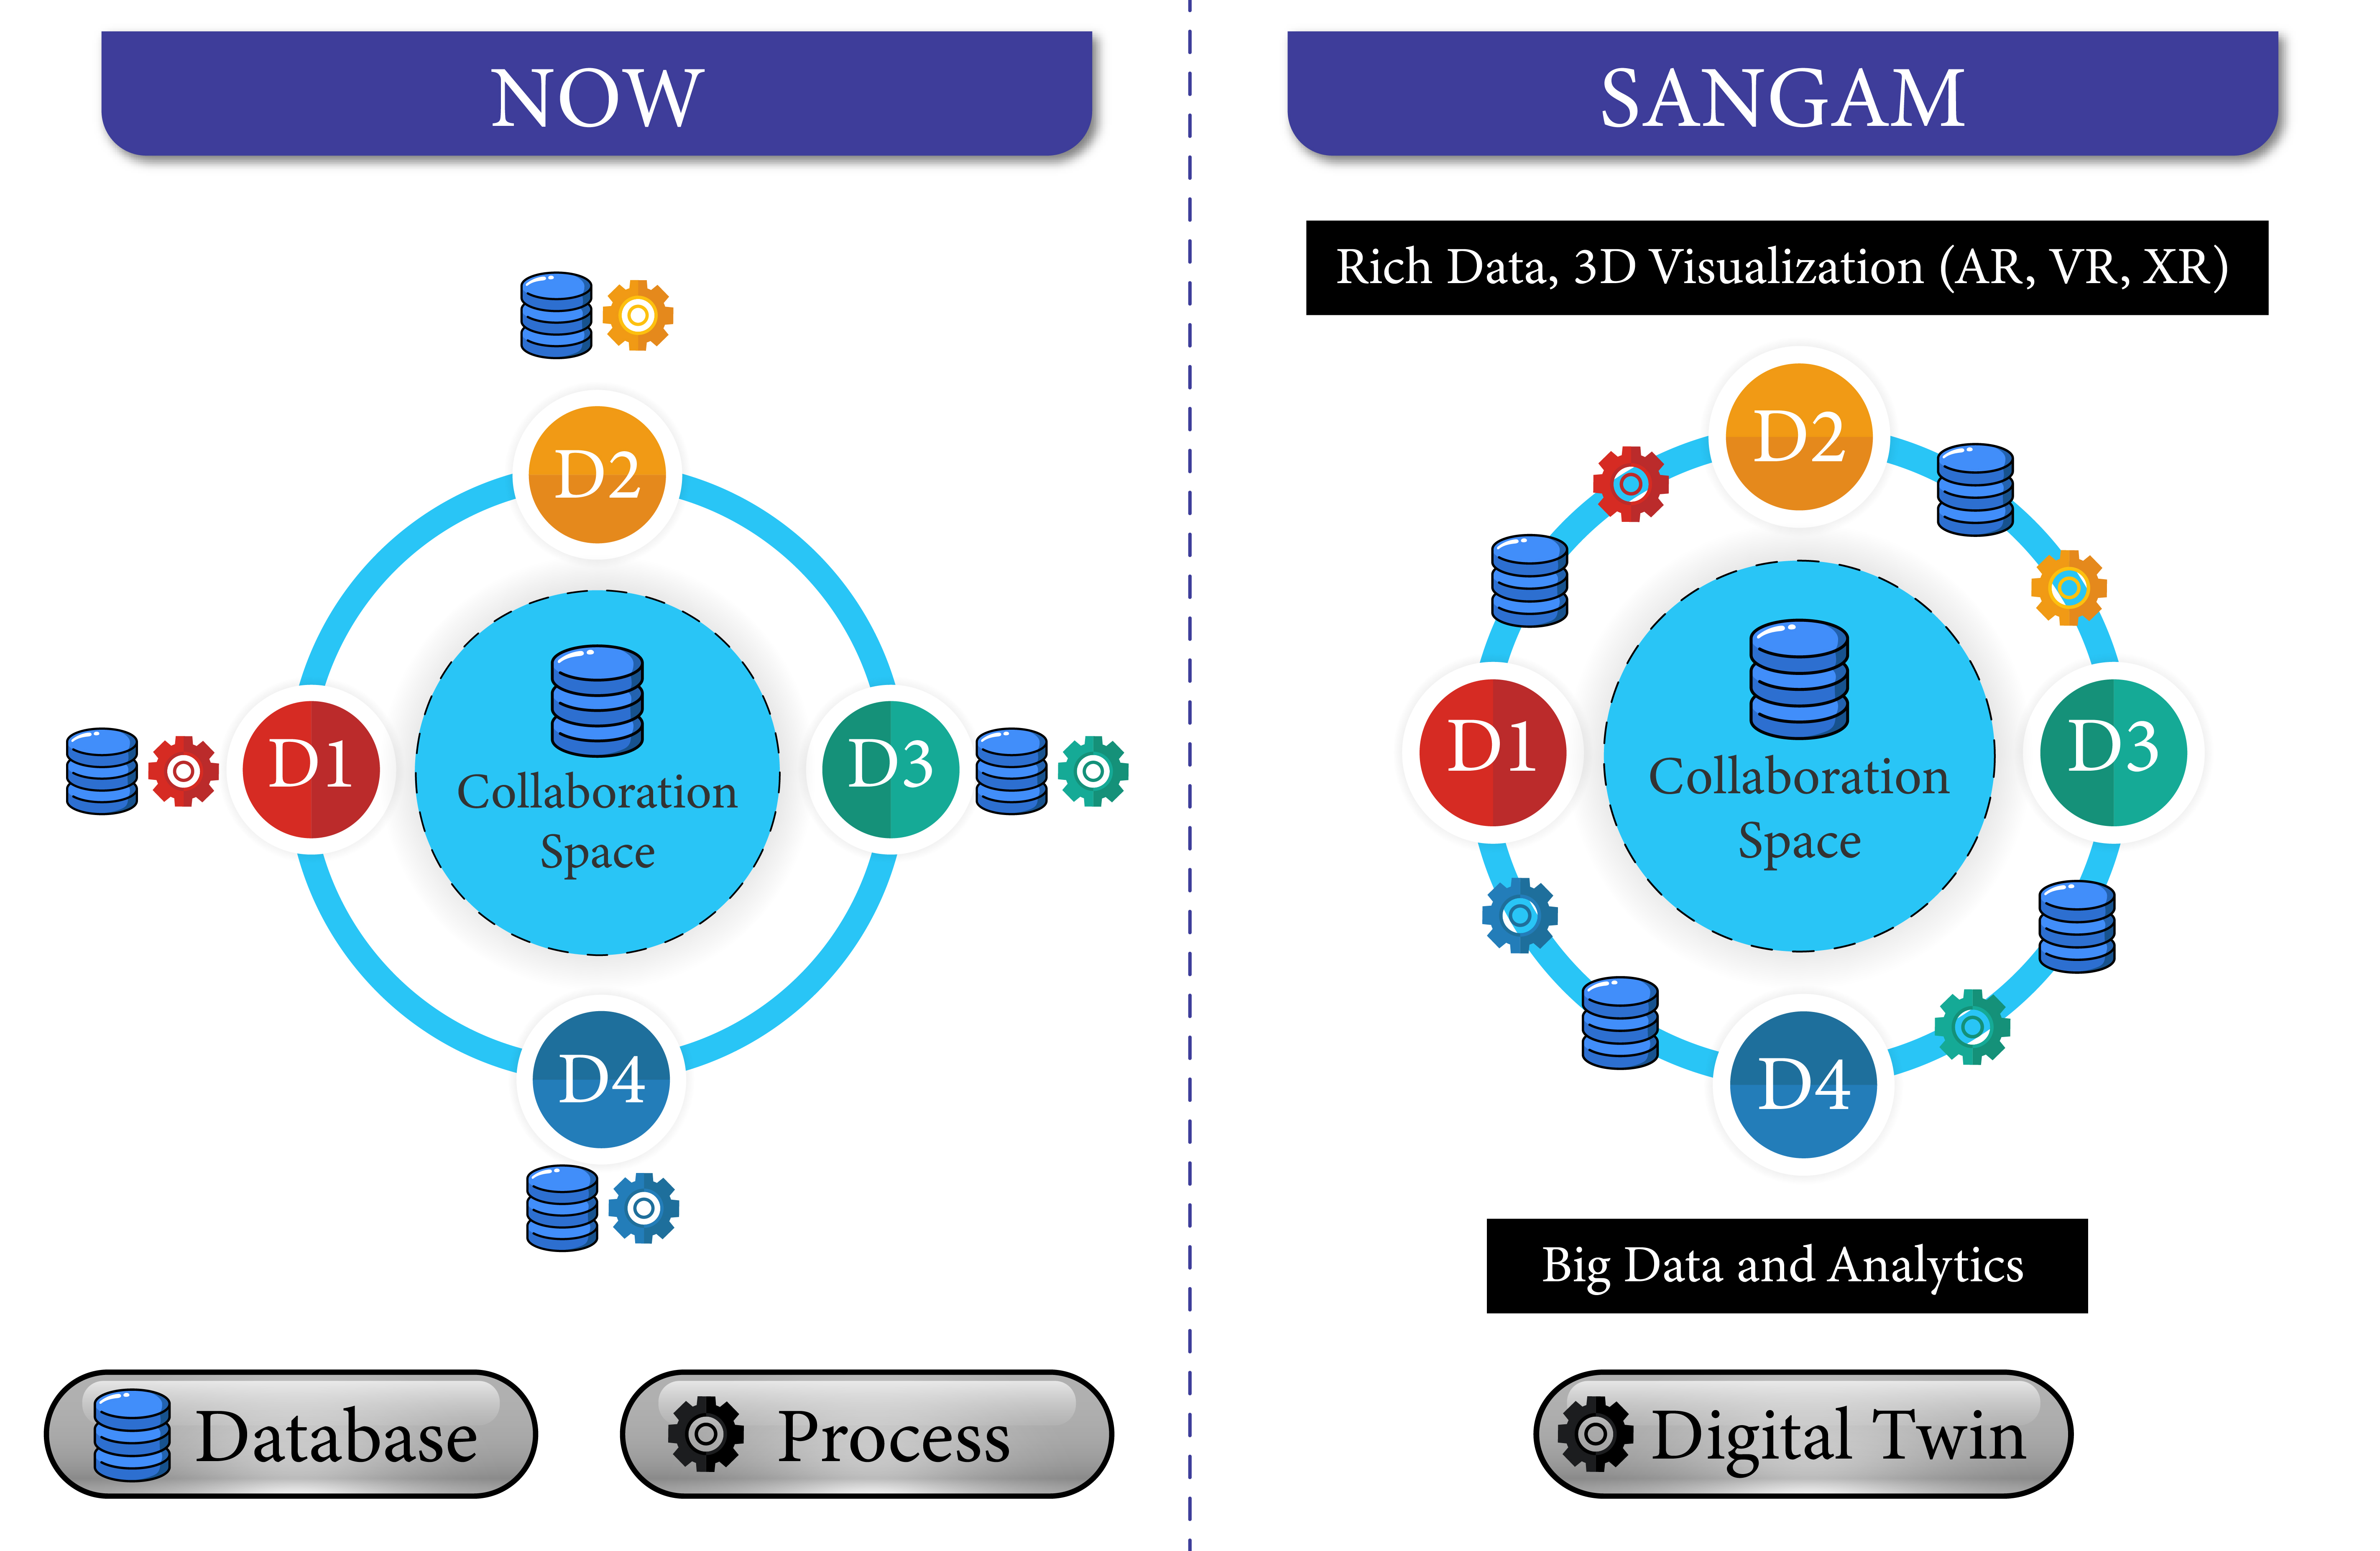 NOW
D2
D1
Collaboration
Space
D3
D4
Database
Process
SANGAM
Rich Data, 3D Visualization (AR, VR, XR)
D2
D1
Collaboration
Space
D3
D4
Big Data and Analytics
Digital Twin